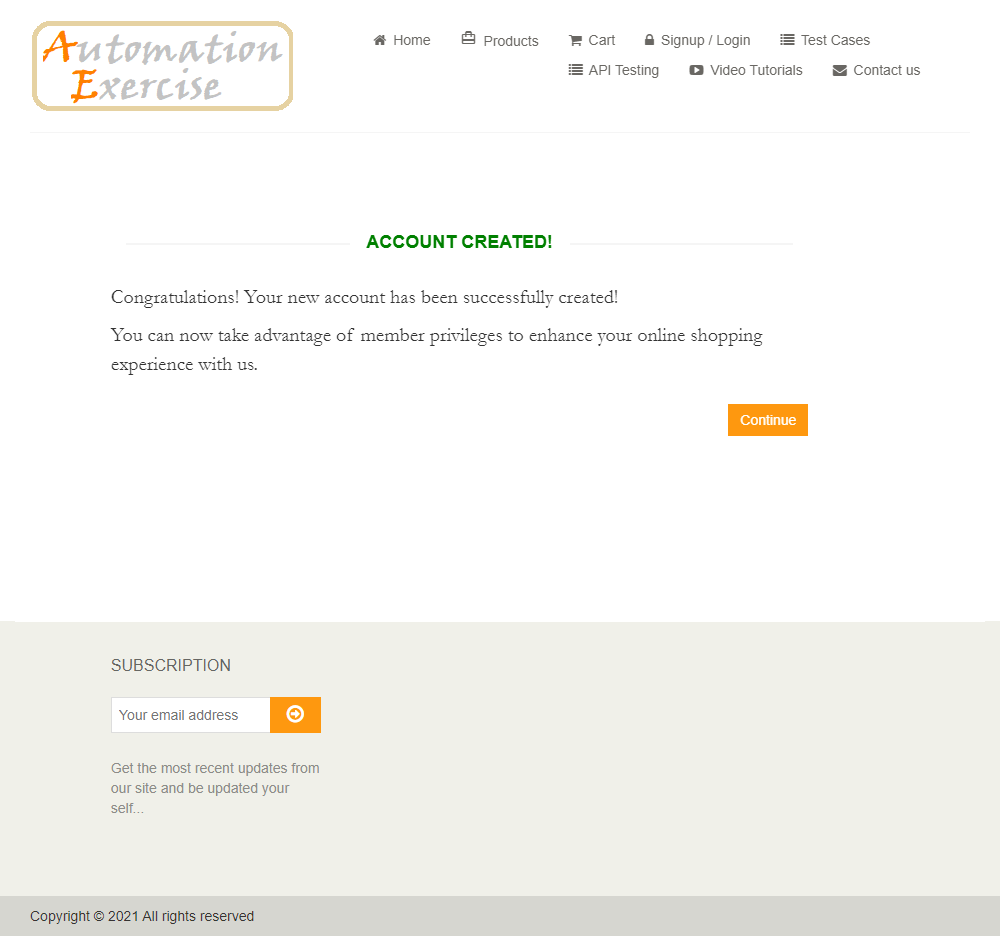 Automation
Exercise
Home
Products
Cart
Signup / Login
Test Cases
API Testing
Video Tutorials
Contact us
ACCOUNT CREATED!
Congratulations! Your new account has been successfully created!
You can now take advantage of member privileges to enhance your online shopping
experience with us.
Continue
SUBSCRIPTION
Your email address
Get the most recent updates from
our site and be updated your
self...
Copyright © 2021 All rights reserved